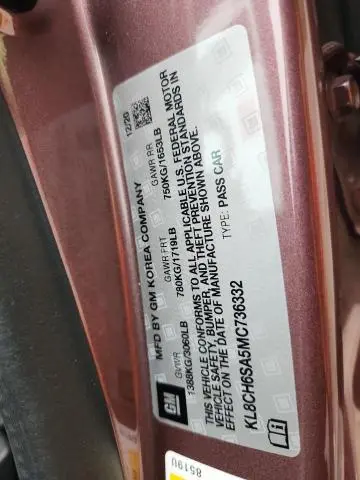 MFD BY GM KOREA COMPANY 12/20
GVWR GAWR FRT GAWR RR
1388KG/3060LB 780KG/1719LB 750KG/1653LB
THIS VEHICLE CONFORMS TO ALL APPLICABLE U.S. FEDERAL MOTOR
VEHICLE SAFETY, BUMPER, AND THEFT PREVENTION STANDARDS IN
EFFECT ON THE DATE OF MANUFACTURE SHOWN ABOVE.
TYPE: PASS CAR
KL8CH6SA5MC736332
GM
8519U